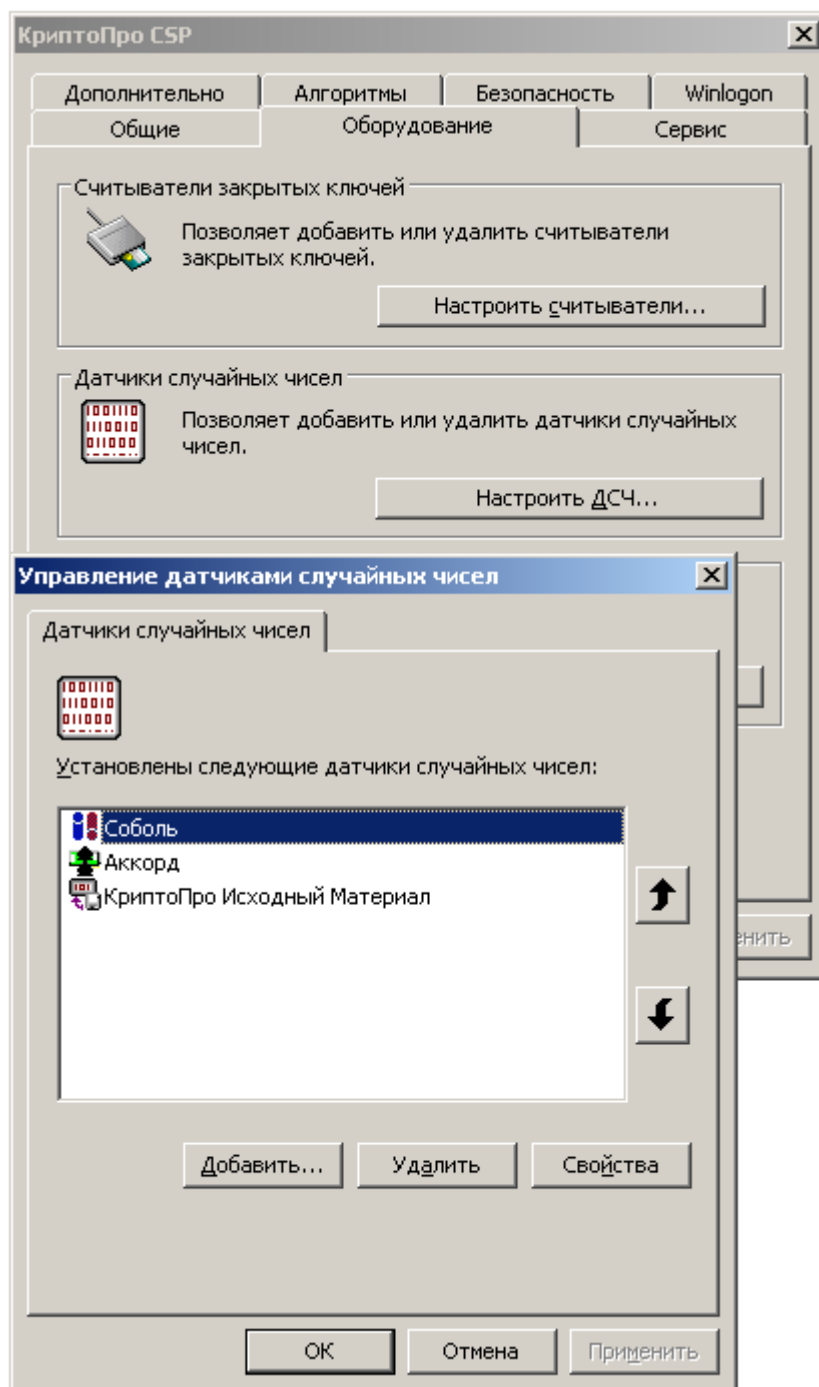 КриптоПро CSP
Дополнительно Алгоритмы Безопасность Winlogon
Общие Оборудование Сервис
Считыватели закрытых ключей
Позволяет добавить или удалить считыватели
закрытых ключей.
Настроить считыватели...
Датчики случайных чисел
Позволяет добавить или удалить датчики случайных
чисел.
Настроить ДСЧ...
Управление датчиками случайных чисел
Датчики случайных чисел
Установлены следующие датчики случайных чисел:
Соболь
Аккорд
КриптоПро Исходный Материал
енить
Добавить... Удалить Свойства
ОК Отмена Применить